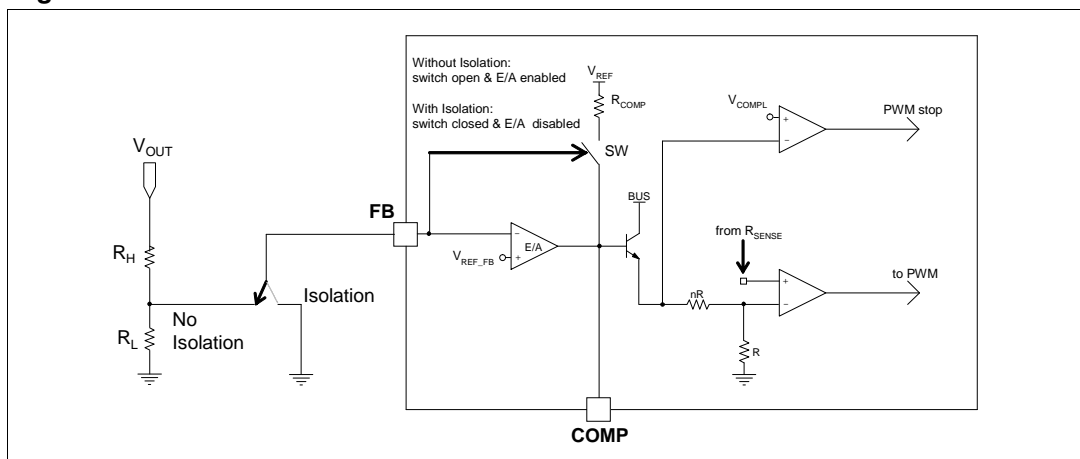 Without Isolation:
switch open & E/A enabled
With Isolation:
switch closed & E/A disabled
VREF
RCOMP
SW
VCOMPL
+
−
PWM stop
VOUT
FB
BUS
RH
−
E/A
VREF_FB
+
from RSENSE
+
−
to PWM
nR
R
Isolation
No
Isolation
RL
COMP